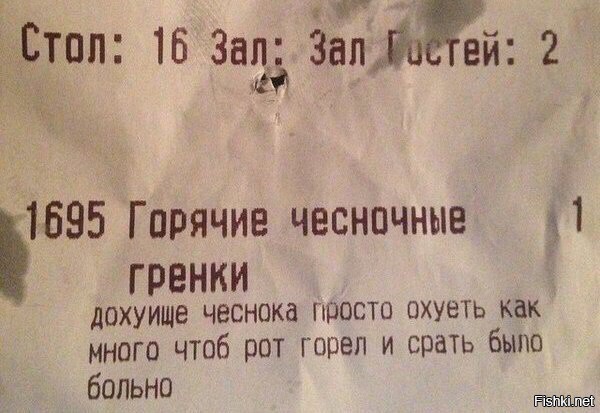 Стол: 16 Зал: Зал Гостей: 2
1695 Горячие чесночные 1
гренки
дохуище чеснока просто охуеть как
много чтоб рот горел и срать было
больно
Fishki.net